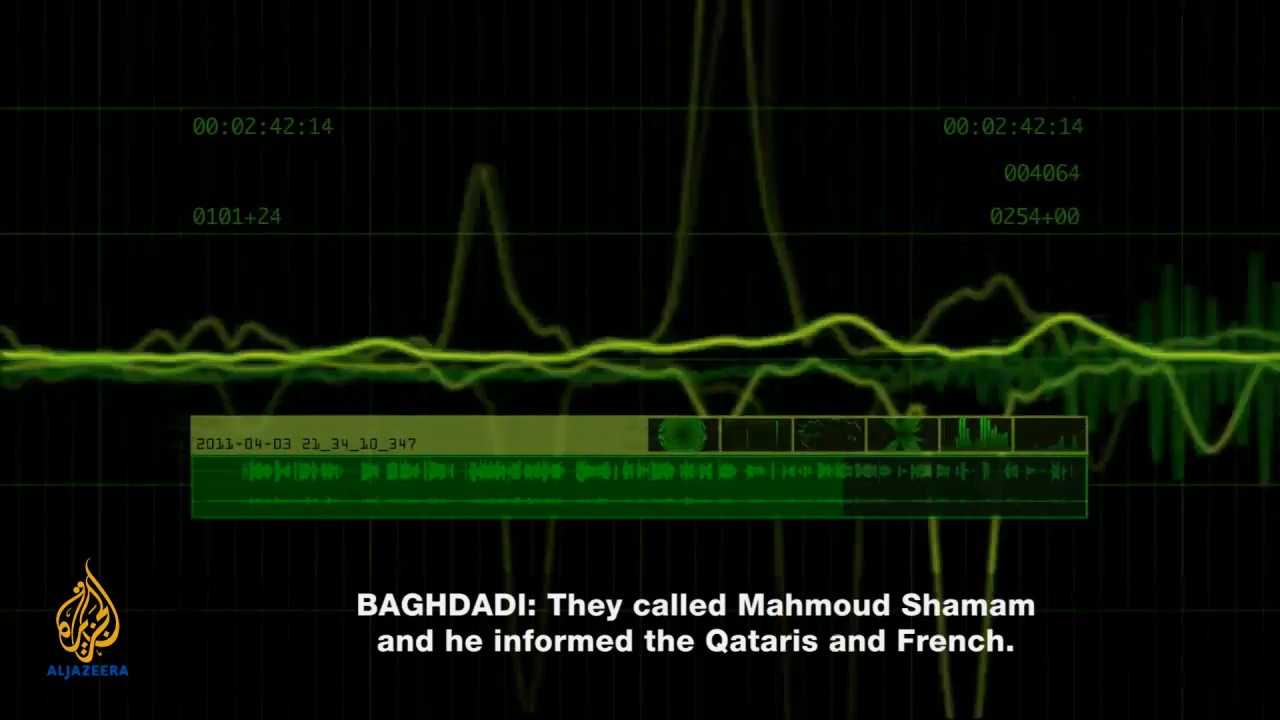 00:02:42:14
00:02:42:14
004064
0101+24
0254+00
2011-04-03 21_34_10_347
BAGHDADI: They called Mahmoud Shamam
and he informed the Qataris and French.
الجزيرة
ALJAZEERA